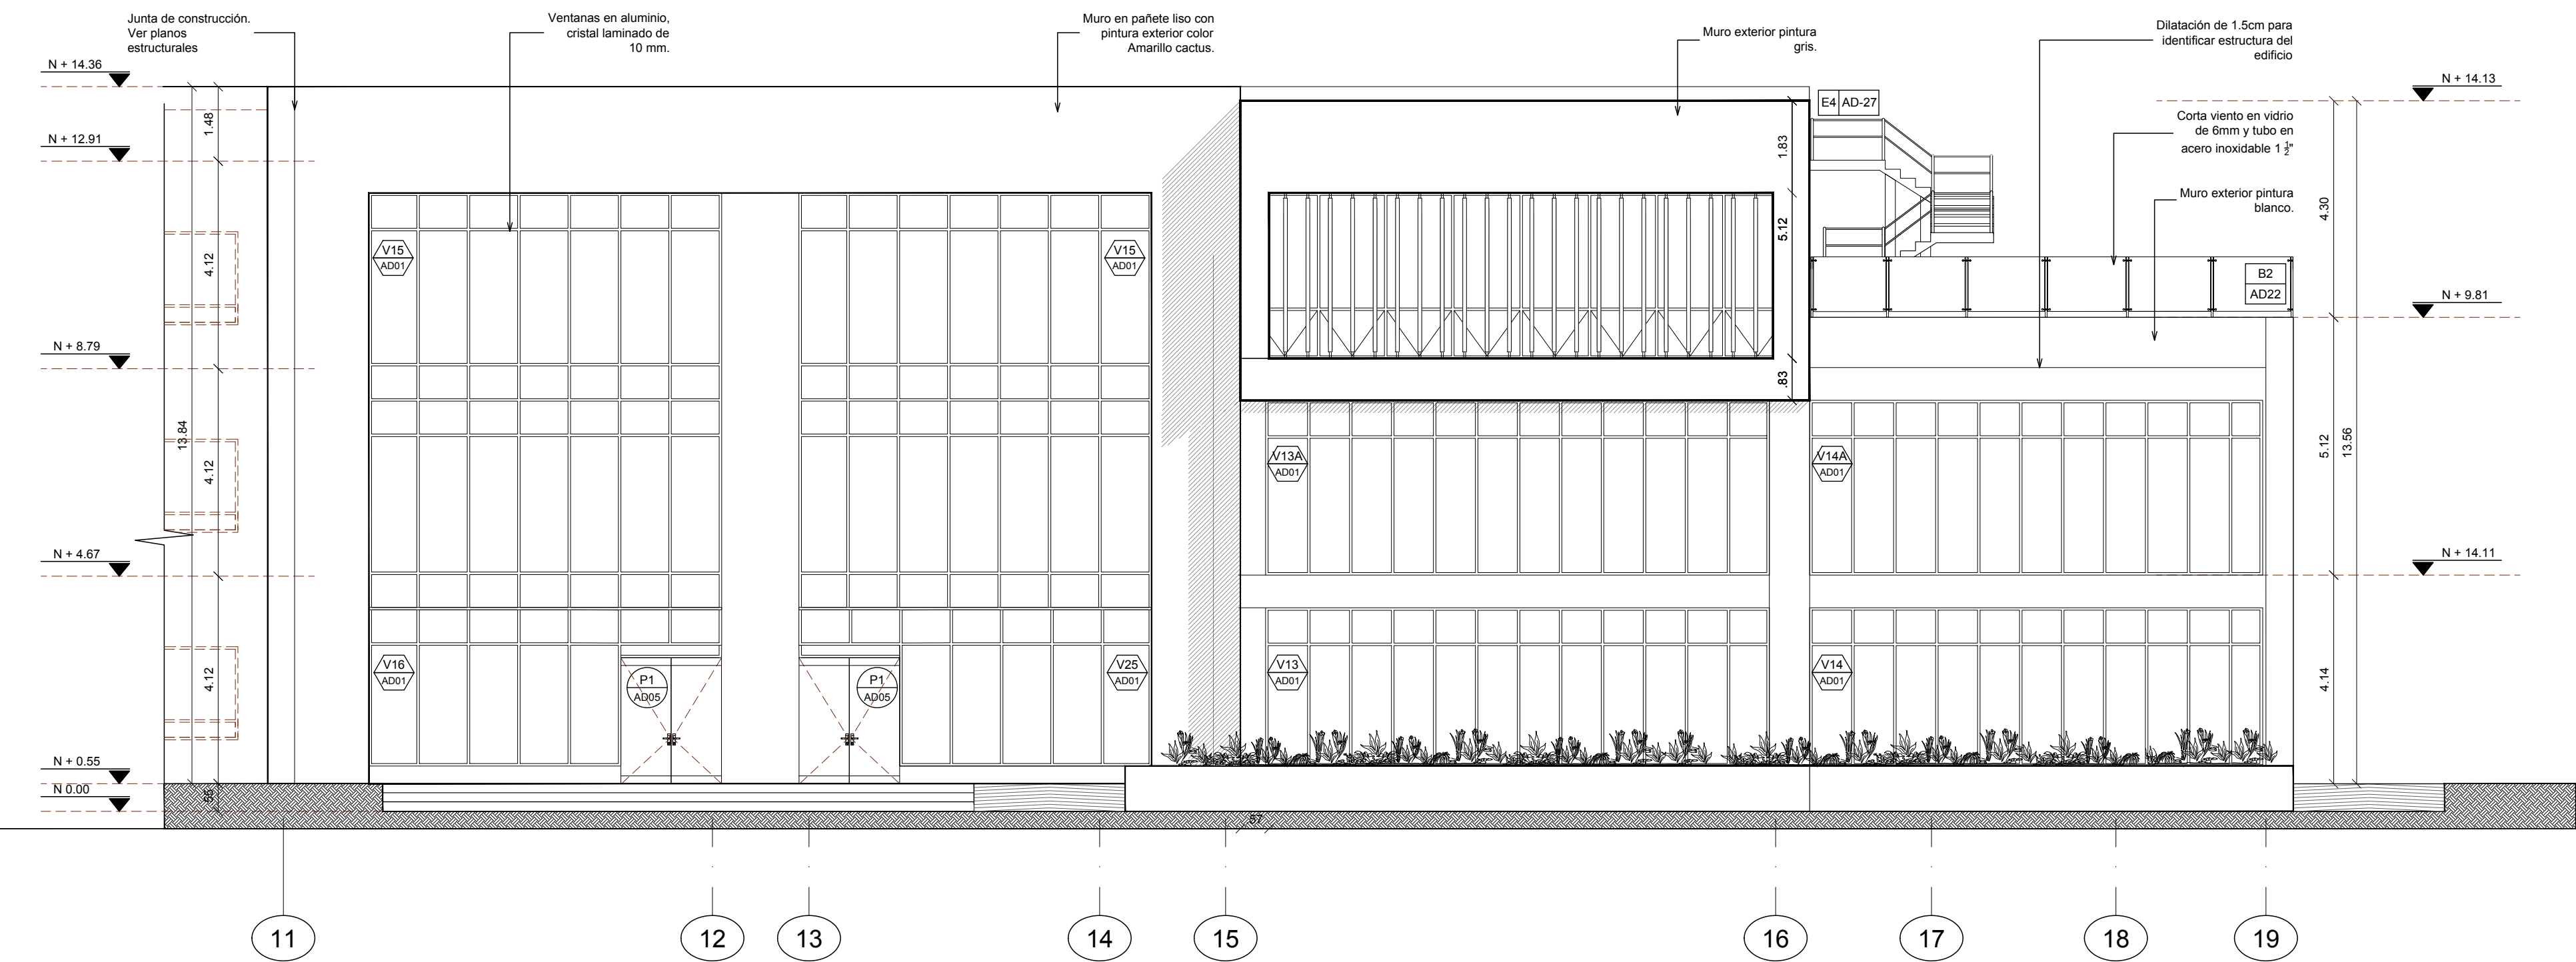 Junta de construcción.
Ver planos
estructurales
Ventanas en aluminio,
cristal laminado de
10 mm.
Muro en pañete liso con
pintura exterior color
Amarillo cactus.
Muro exterior pintura
gris.
Dilatación de 1.5cm para
identificar estructura del
edificio
Corta viento en vidrio
de 6mm y tubo en
acero inoxidable 1 1/2"
Muro exterior pintura
blanco.
N + 14.36
N + 12.91
N + 8.79
N + 4.67
N + 0.55
N 0.00
1.48
4.12
13.84
4.12
4.12
.55
V15
AD01
V15
AD01
V16
AD01
P1
AD05
P1
AD05
V25
AD01
1.83
5.12
.83
E4 AD-27
B2
AD22
V13A
AD01
V14A
AD01
V13
AD01
V14
AD01
.57
4.30
5.12
13.56
4.14
N + 14.13
N + 9.81
N + 14.11
11
12
13
14
15
16
17
18
19